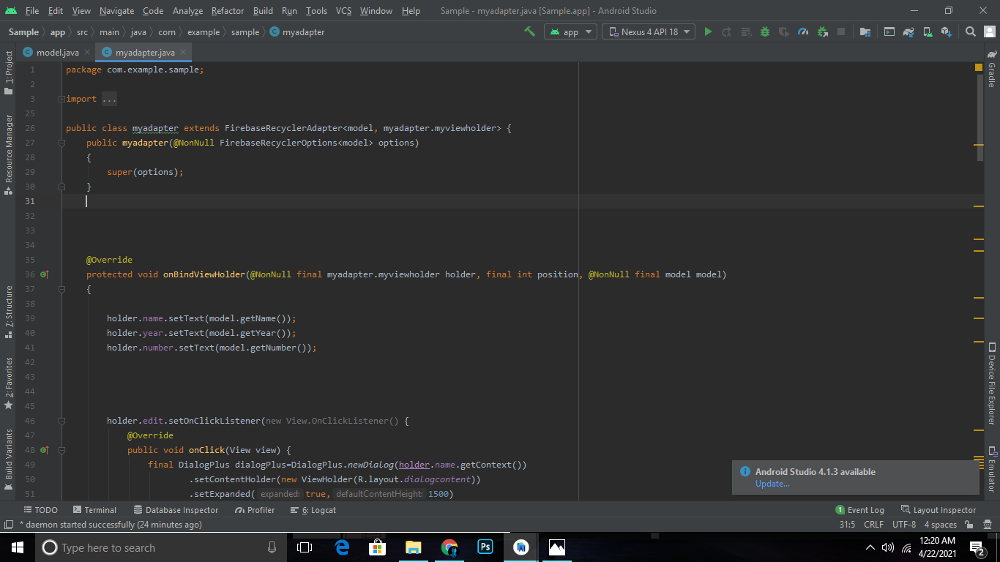 File Edit View Navigate Code Analyze Refactor Build Run Tools VCS Window Help Sample - myadapter.java [Sample.app] - Android Studio
Sample app src main java com example sample myadapter app Nexus 4 API 18
model.java myadapter.java
1 package com.example.sample;
2
3 import ...
25
26 public class myadapter extends FirebaseRecyclerAdapter<model, myadapter.myviewholder> {
27 public myadapter(@NonNull FirebaseRecyclerOptions<model> options)
28 {
29 super(options);
30 }
31
32
33
34
35 @Override
36 protected void onBindViewHolder(@NonNull final myadapter.myviewholder holder, final int position, @NonNull final model model)
37 {
38
39 holder.name.setText(model.getName());
40 holder.year.setText(model.getYear());
41 holder.number.setText(model.getNumber());
42
43
44
45
46 holder.edit.setOnClickListener(new View.OnClickListener() {
47 @Override
48 public void onClick(View view) {
49 final DialogPlus dialogPlus=DialogPlus.newDialog(holder.name.getContext())
50 .setContentHolder(new ViewHolder(R.layout.dialogcontent))
51 .setExpanded( expanded: true, defaultContentHeight: 1500)
1: Project
Resource Manager
7: Structure
2: Favorites
Build Variants
Gradle
Device File Explorer
Emulator
Android Studio 4.1.3 available
Update...
TODO Terminal Database Inspector Profiler 6: Logcat 1 Event Log Layout Inspector
* daemon started successfully (24 minutes ago) 31:5 CRLF UTF-8 4 spaces
Type here to search Ps 12:20 AM
4/22/2021 2